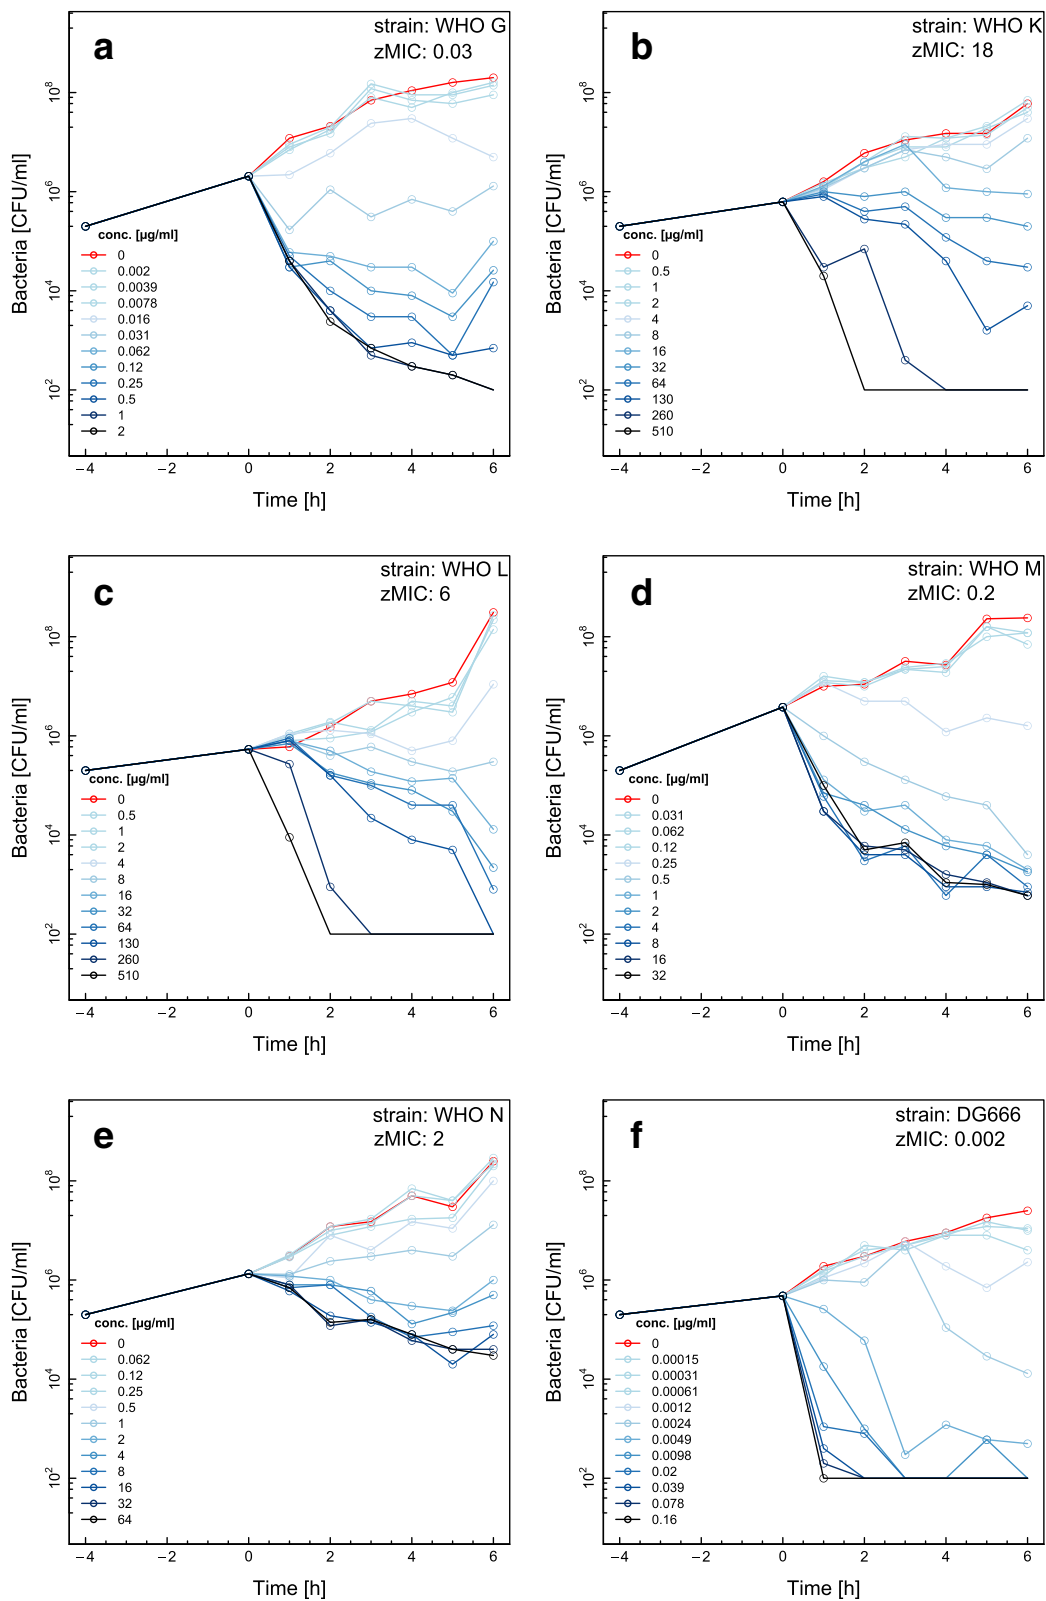 a
strain: WHO G
zMIC: 0.03
Bacteria [CFU/ml]
10^8
10^6
10^4
10^2
conc. [µg/ml]
0
0.002
0.0039
0.0078
0.016
0.031
0.062
0.12
0.25
0.5
1
2
−4 −2 0 2 4 6
Time [h]
b
strain: WHO K
zMIC: 18
Bacteria [CFU/ml]
10^8
10^6
10^4
10^2
conc. [µg/ml]
0
0.5
1
2
4
8
16
32
64
130
260
510
−4 −2 0 2 4 6
Time [h]
c
strain: WHO L
zMIC: 6
Bacteria [CFU/ml]
10^8
10^6
10^4
10^2
conc. [µg/ml]
0
0.5
1
2
4
8
16
32
64
130
260
510
−4 −2 0 2 4 6
Time [h]
d
strain: WHO M
zMIC: 0.2
Bacteria [CFU/ml]
10^8
10^6
10^4
10^2
conc. [µg/ml]
0
0.031
0.062
0.12
0.25
0.5
1
2
4
8
16
32
−4 −2 0 2 4 6
Time [h]
e
strain: WHO N
zMIC: 2
Bacteria [CFU/ml]
10^8
10^6
10^4
10^2
conc. [µg/ml]
0
0.062
0.12
0.25
0.5
1
2
4
8
16
32
64
−4 −2 0 2 4 6
Time [h]
f
strain: DG666
zMIC: 0.002
Bacteria [CFU/ml]
10^8
10^6
10^4
10^2
conc. [µg/ml]
0
0.00015
0.00031
0.00061
0.0012
0.0024
0.0049
0.0098
0.02
0.039
0.078
0.16
−4 −2 0 2 4 6
Time [h]